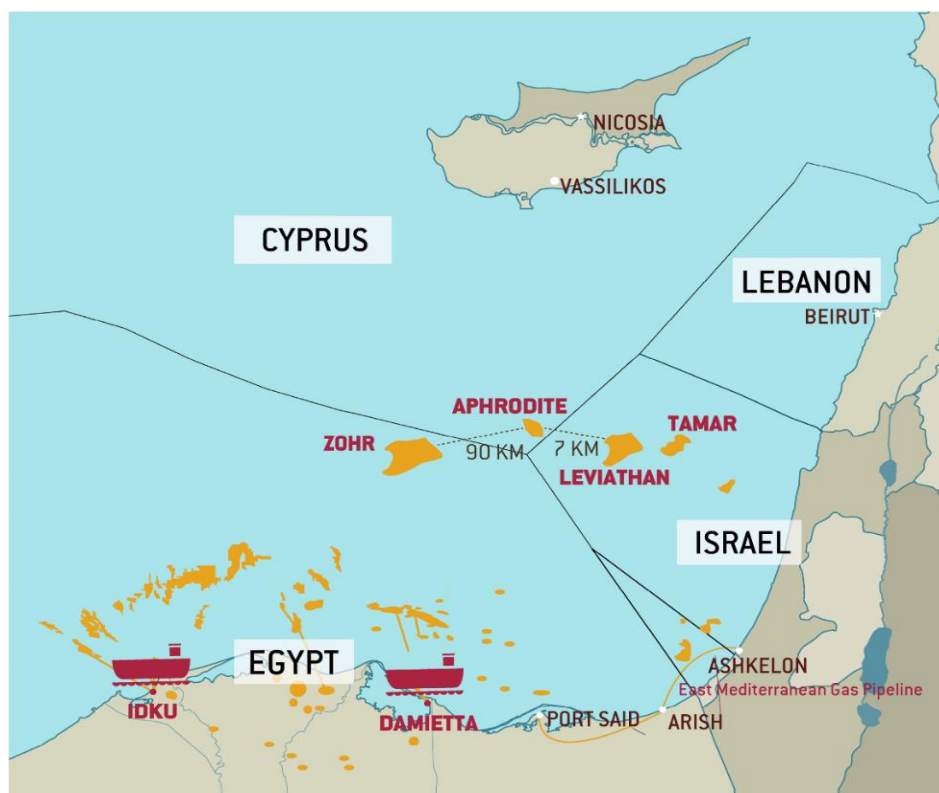 NICOSIA
VASSILIKOS
CYPRUS
LEBANON
BEIRUT
APHRODITE
ZOHR
TAMAR
90 KM
7 KM
LEVIATHAN
ISRAEL
EGYPT
ASHKELON
East Mediterranean Gas Pipeline
IDKU
DAMIETTA
PORT SAID
ARISH